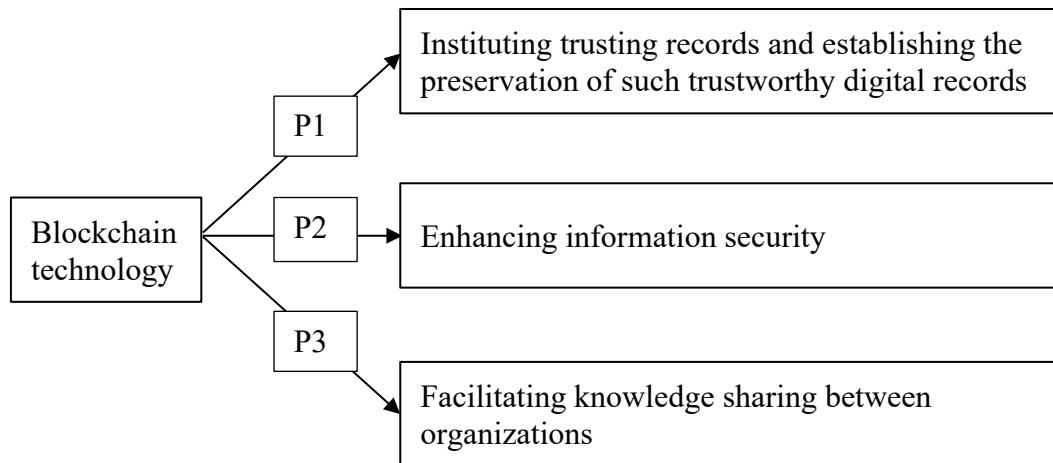 Instituting trusting records and establishing the
preservation of such trustworthy digital records
P1
Blockchain
technology
P2
Enhancing information security
P3
Facilitating knowledge sharing between
organizations